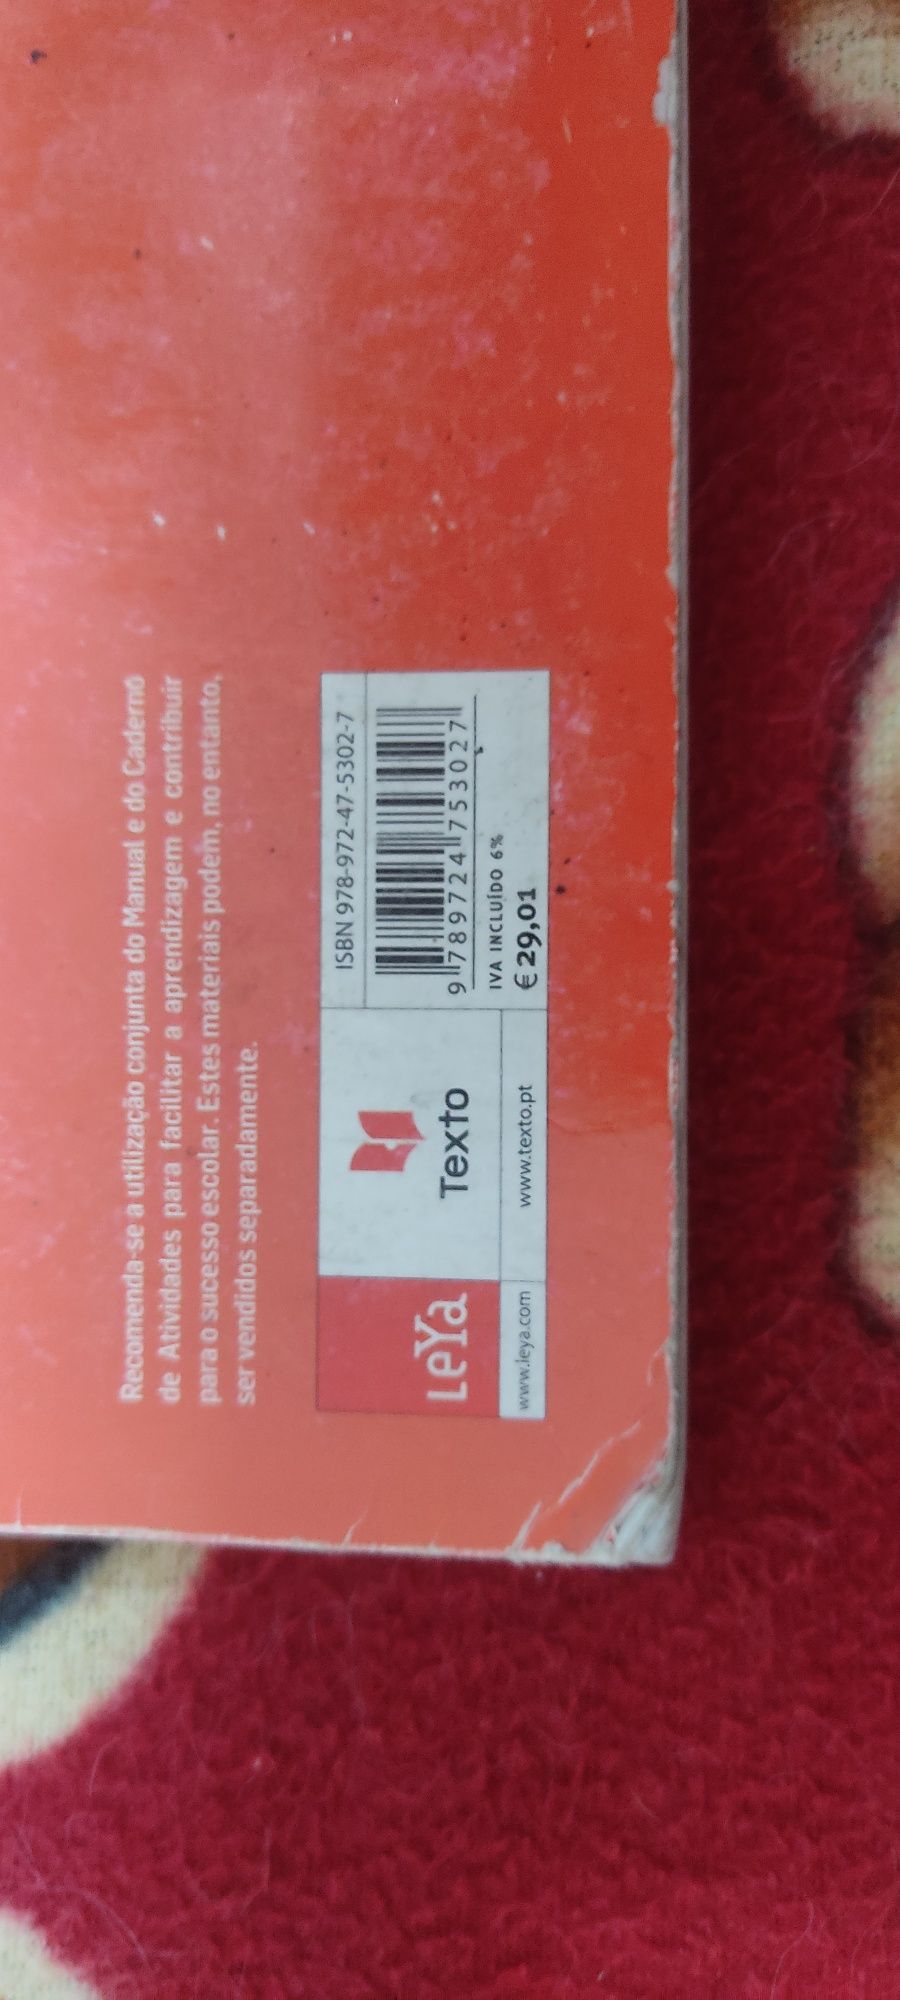 Recomenda-se a utilização conjunta do Manual e do Caderno
de Atividades para facilitar a aprendizagem e contribuir
para o sucesso escolar. Estes materiais podem, no entanto,
ser vendidos separadamente.
LeYa
www.leya.com
Texto
www.texto.pt
ISBN 978-972-47-5302-7
9 789724 753027
IVA INCLUÍDO 6%
€ 29,01